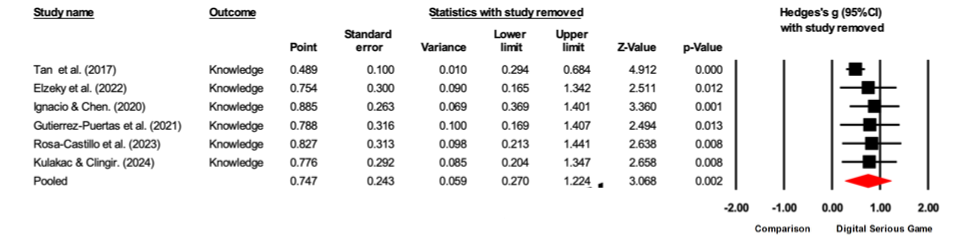 Study name Outcome Statistics with study removed Hedges's g (95%CI)
with study removed
Standard Lower Upper
Point error Variance limit limit Z-Value p-Value
Tan et al. (2017) Knowledge 0.489 0.100 0.010 0.294 0.684 4.912 0.000
Elzeky et al. (2022) Knowledge 0.754 0.300 0.090 0.165 1.342 2.511 0.012
Ignacio & Chen. (2020) Knowledge 0.885 0.263 0.069 0.369 1.401 3.360 0.001
Gutierrez-Puertas et al. (2021) Knowledge 0.788 0.316 0.100 0.169 1.407 2.494 0.013
Rosa-Castillo et al. (2023) Knowledge 0.827 0.313 0.098 0.213 1.441 2.638 0.008
Kulakac & Clingir. (2024) Knowledge 0.776 0.292 0.085 0.204 1.347 2.658 0.008
Pooled 0.747 0.243 0.059 0.270 1.224 3.068 0.002
-2.00 -1.00 0.00 1.00 2.00
Comparison Digital Serious Game